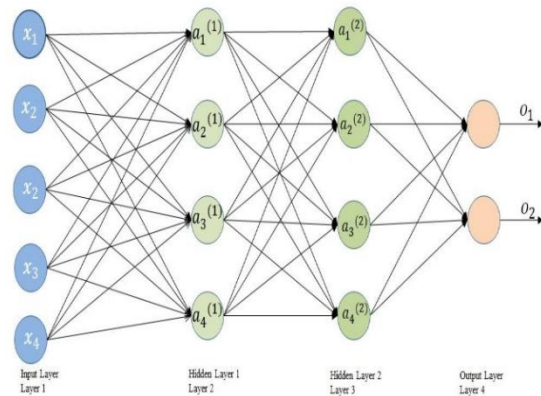 x₁
x₂
x₂
x₃
x₄
a₁⁽¹⁾
a₂⁽¹⁾
a₃⁽¹⁾
a₄⁽¹⁾
a₁⁽²⁾
a₂⁽²⁾
a₃⁽²⁾
a₄⁽²⁾
O₁
O₂
Input Layer
Layer 1
Hidden Layer 1
Layer 2
Hidden Layer 2
Layer 3
Output Layer
Layer 4